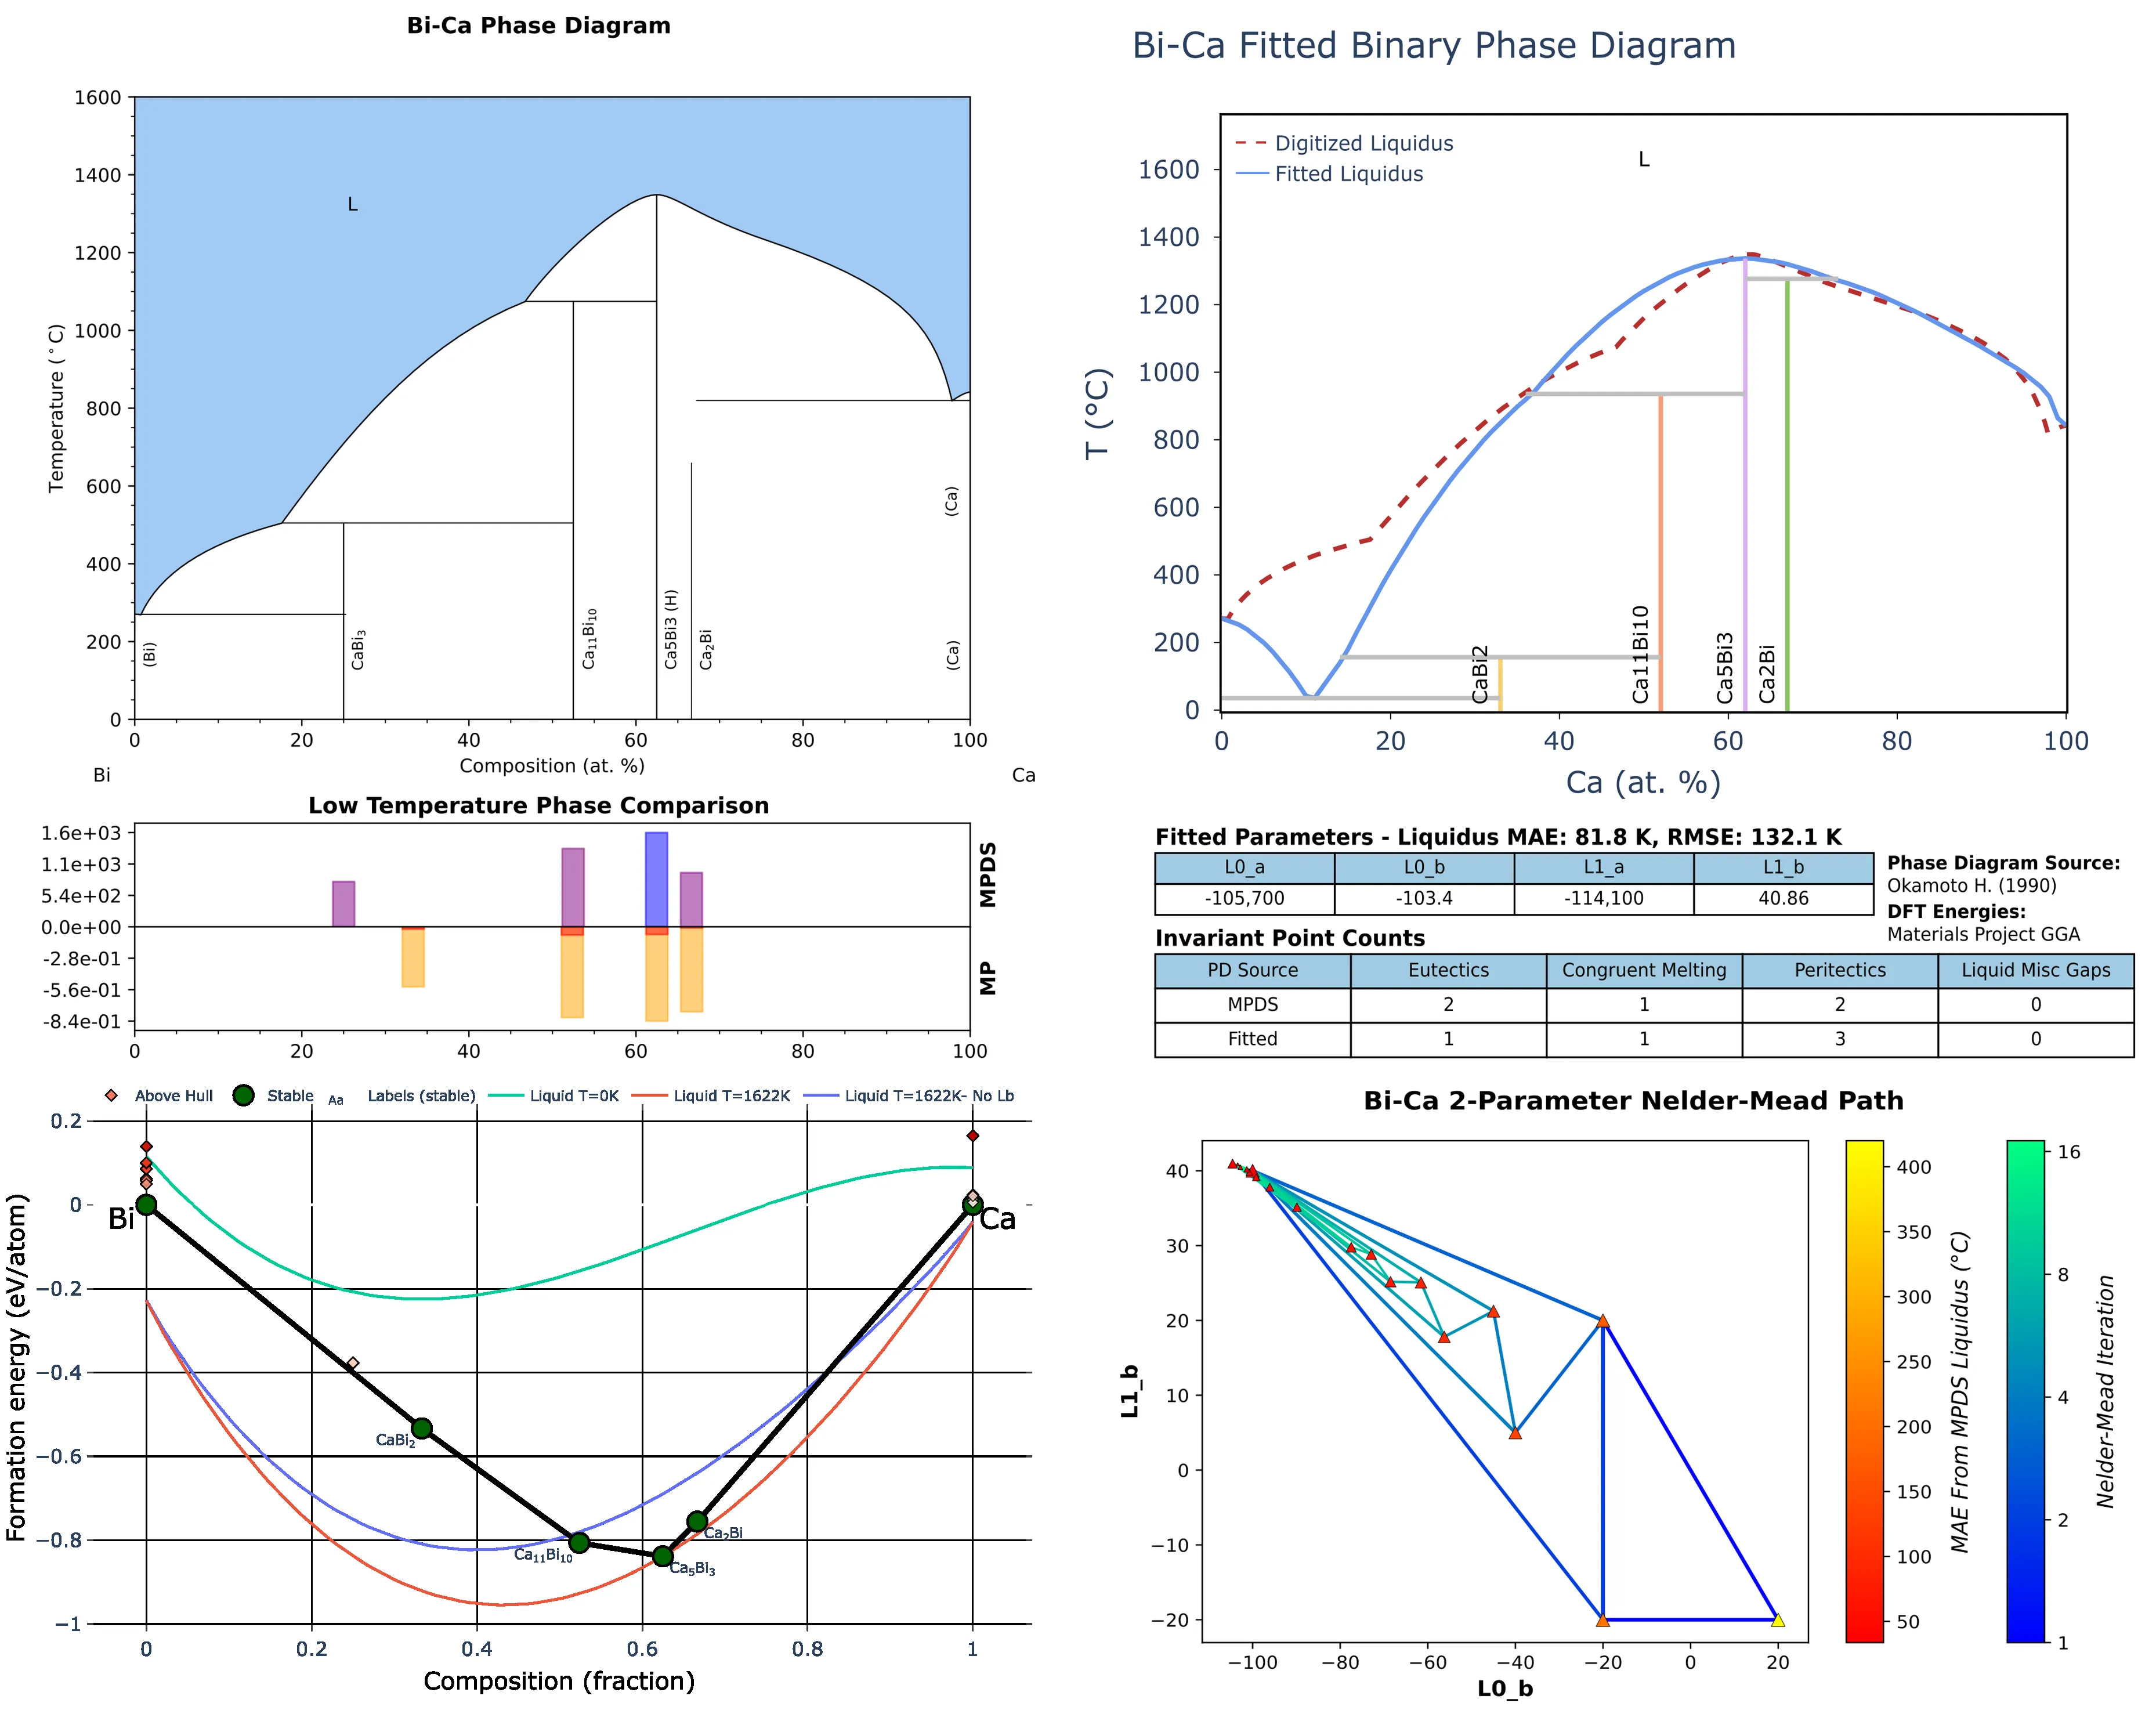 Bi-Ca Phase Diagram
1600
1400
1200
1000
800
600
400
200
0
Temperature (°C)
L
(Bi)
CaBi3
Ca11Bi10
Ca5Bi3 (H)
Ca2Bi
(Ca)
(Ca)
0 20 40 60 80 100
Composition (at. %)
Bi Ca
Bi-Ca Fitted Binary Phase Diagram
Digitized Liquidus
Fitted Liquidus
L
1600
1400
1200
1000
800
600
400
200
0
T (°C)
CaBi2
Ca11Bi10
Ca5Bi3
Ca2Bi
0 20 40 60 80 100
Ca (at. %)
Low Temperature Phase Comparison
1.6e+03
1.1e+03
5.4e+02
0.0e+00
-2.8e-01
-5.6e-01
-8.4e-01
MPDS
MP
0 20 40 60 80 100
Fitted Parameters - Liquidus MAE: 81.8 K, RMSE: 132.1 K
L0_a L0_b L1_a L1_b
-105,700 -103.4 -114,100 40.86
Phase Diagram Source:
Okamoto H. (1990)
DFT Energies:
Materials Project GGA
Invariant Point Counts
PD Source Eutectics Congruent Melting Peritectics Liquid Misc Gaps
MPDS 2 1 2 0
Fitted 1 1 3 0
Above Hull Stable Aa Labels (stable) Liquid T=0K Liquid T=1622K Liquid T=1622K- No Lb
0.2
0
−0.2
−0.4
−0.6
−0.8
−1
Formation energy (eV/atom)
Bi
Ca
CaBi2
Ca11Bi10
Ca5Bi3
Ca2Bi
0 0.2 0.4 0.6 0.8 1
Composition (fraction)
Bi-Ca 2-Parameter Nelder-Mead Path
40
30
20
10
0
−10
−20
L1_b
−100 −80 −60 −40 −20 0 20
L0_b
400
350
300
250
200
150
100
50
MAE From MPDS Liquidus (°C)
16
8
4
2
1
Nelder-Mead Iteration